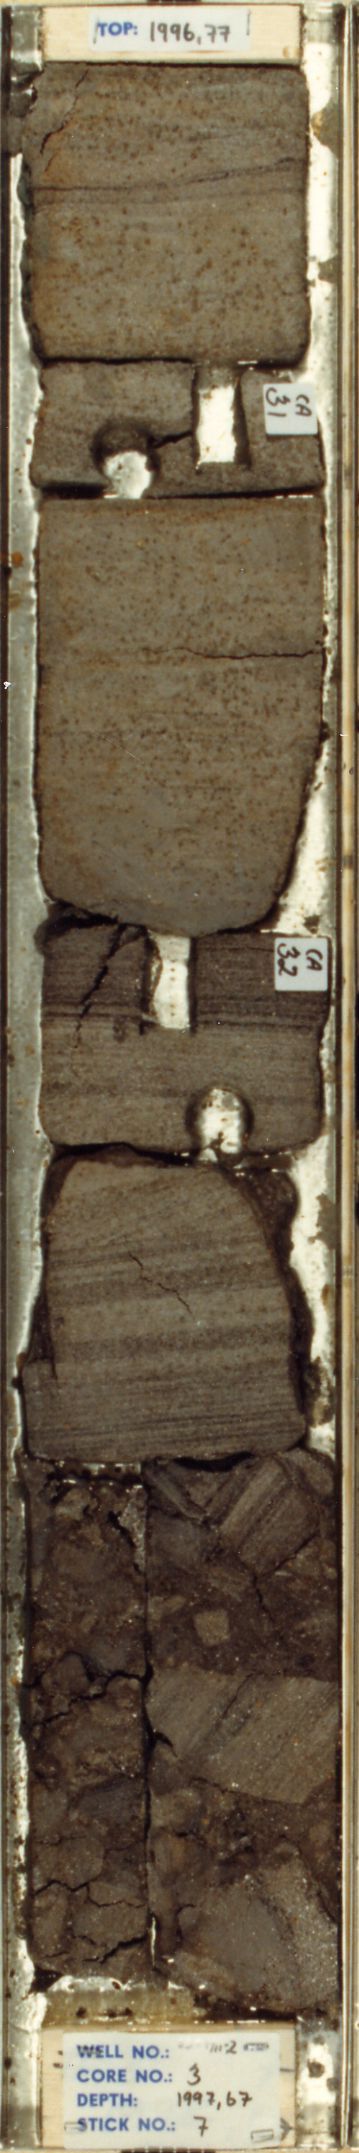 TOP: 1996,77
CA
31
CA
32
WELL NO.:
CORE NO.: 3
DEPTH: 1997,67
STICK NO.: 7